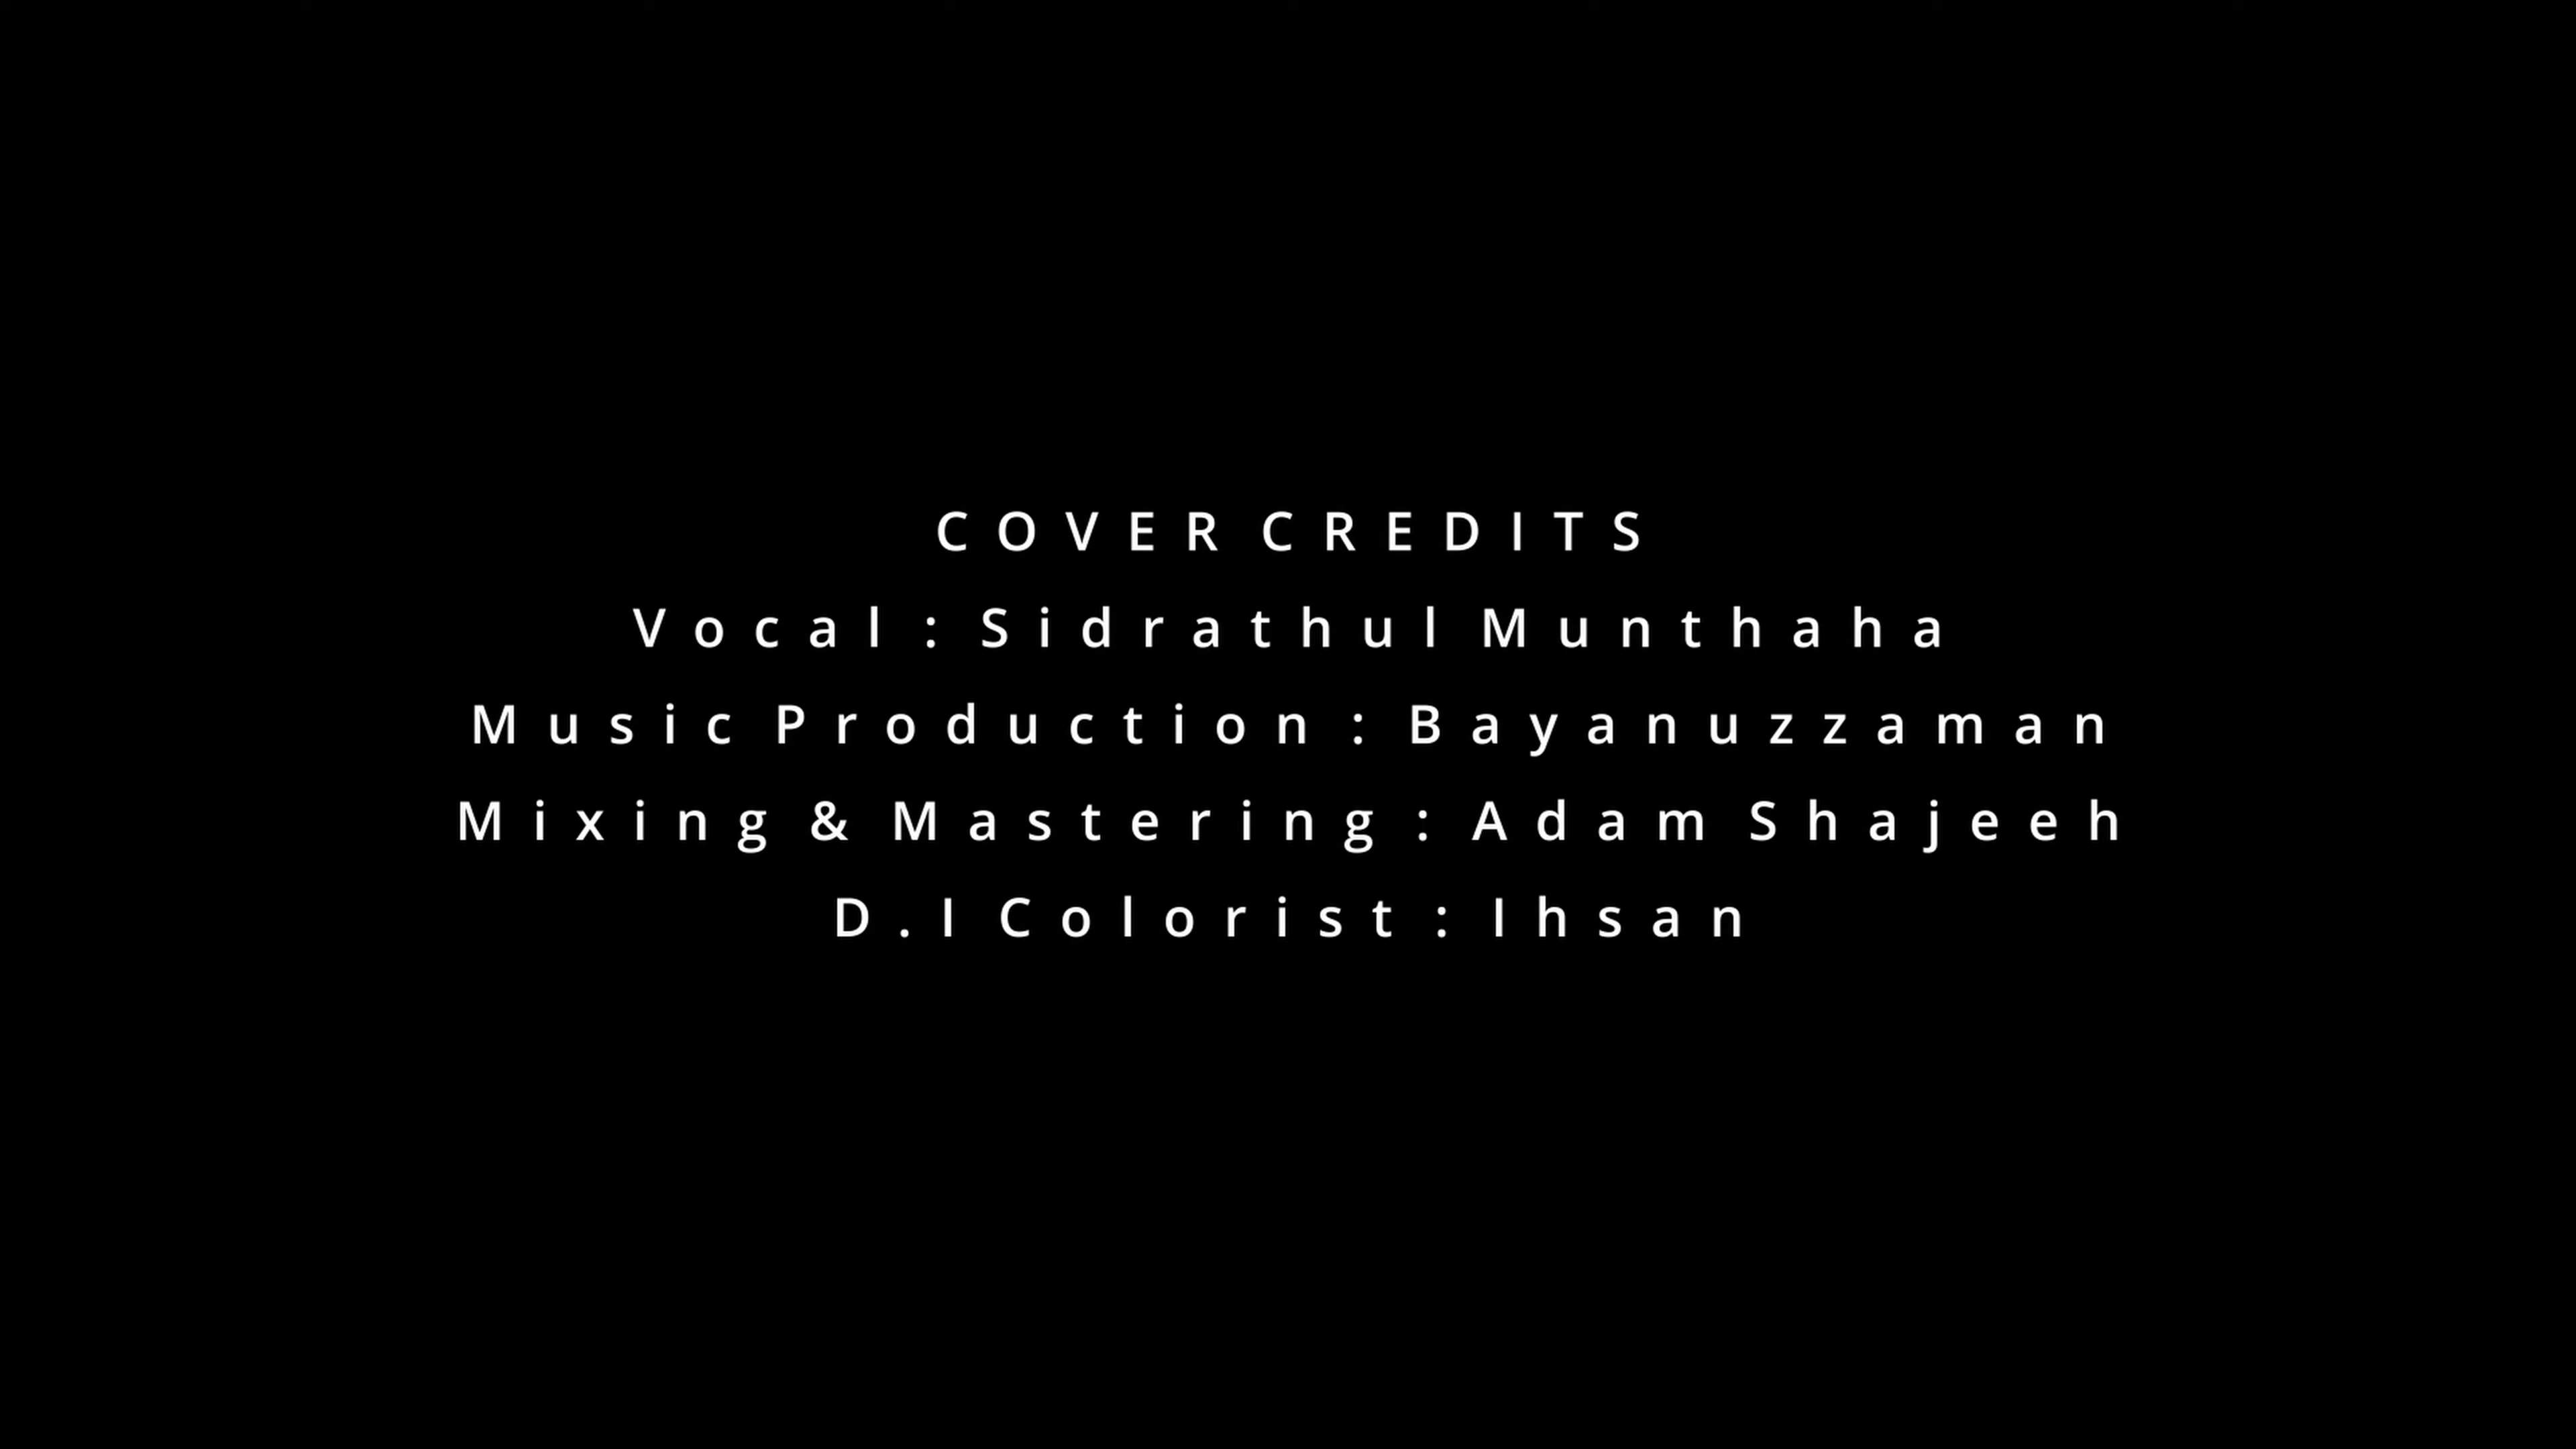 COVER CREDITS
Vocal : Sidrathul Munthaha
Music Production : Bayanuzzaman
Mixing & Mastering : Adam Shajeeh
D.I Colorist : Ihsan